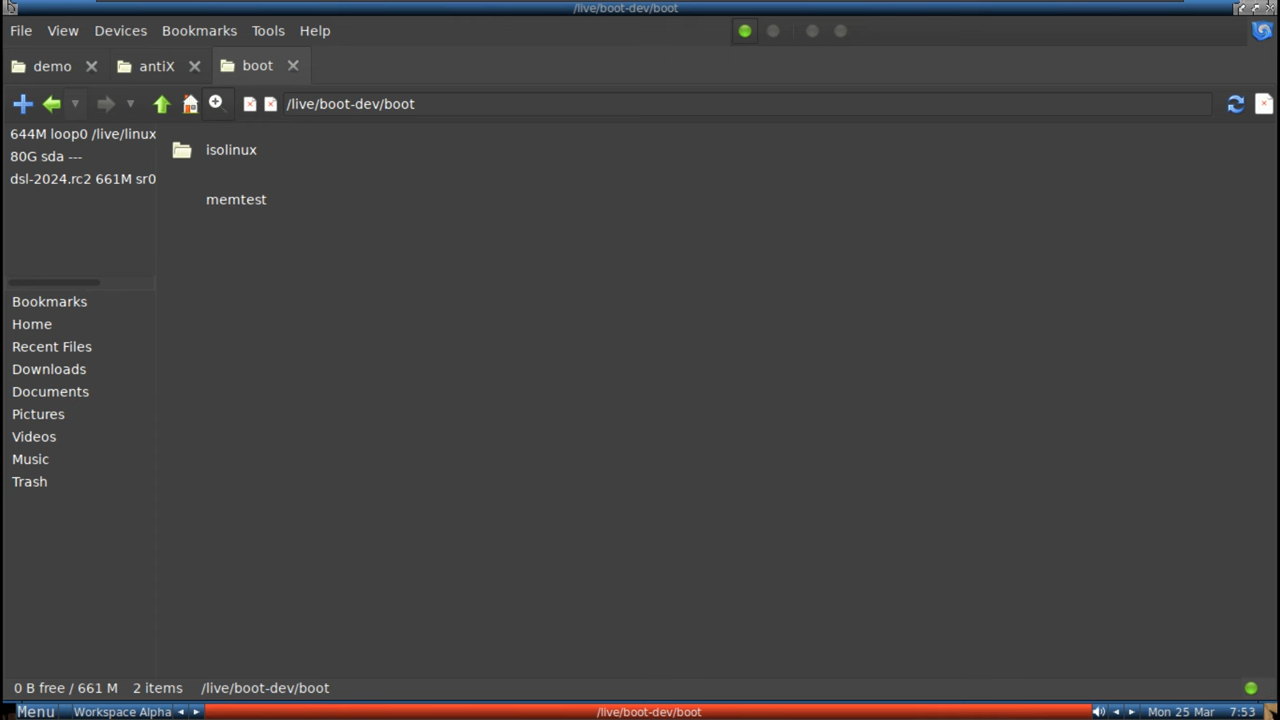 /live/boot-dev/boot
File View Devices Bookmarks Tools Help
demo antiX boot
/live/boot-dev/boot
644M loop0 /live/linux
80G sda ---
dsl-2024.rc2 661M sr0
isolinux
memtest
Bookmarks
Home
Recent Files
Downloads
Documents
Pictures
Videos
Music
Trash
0 B free / 661 M 2 items /live/boot-dev/boot
Menu Workspace Alpha /live/boot-dev/boot Mon 25 Mar 7:53